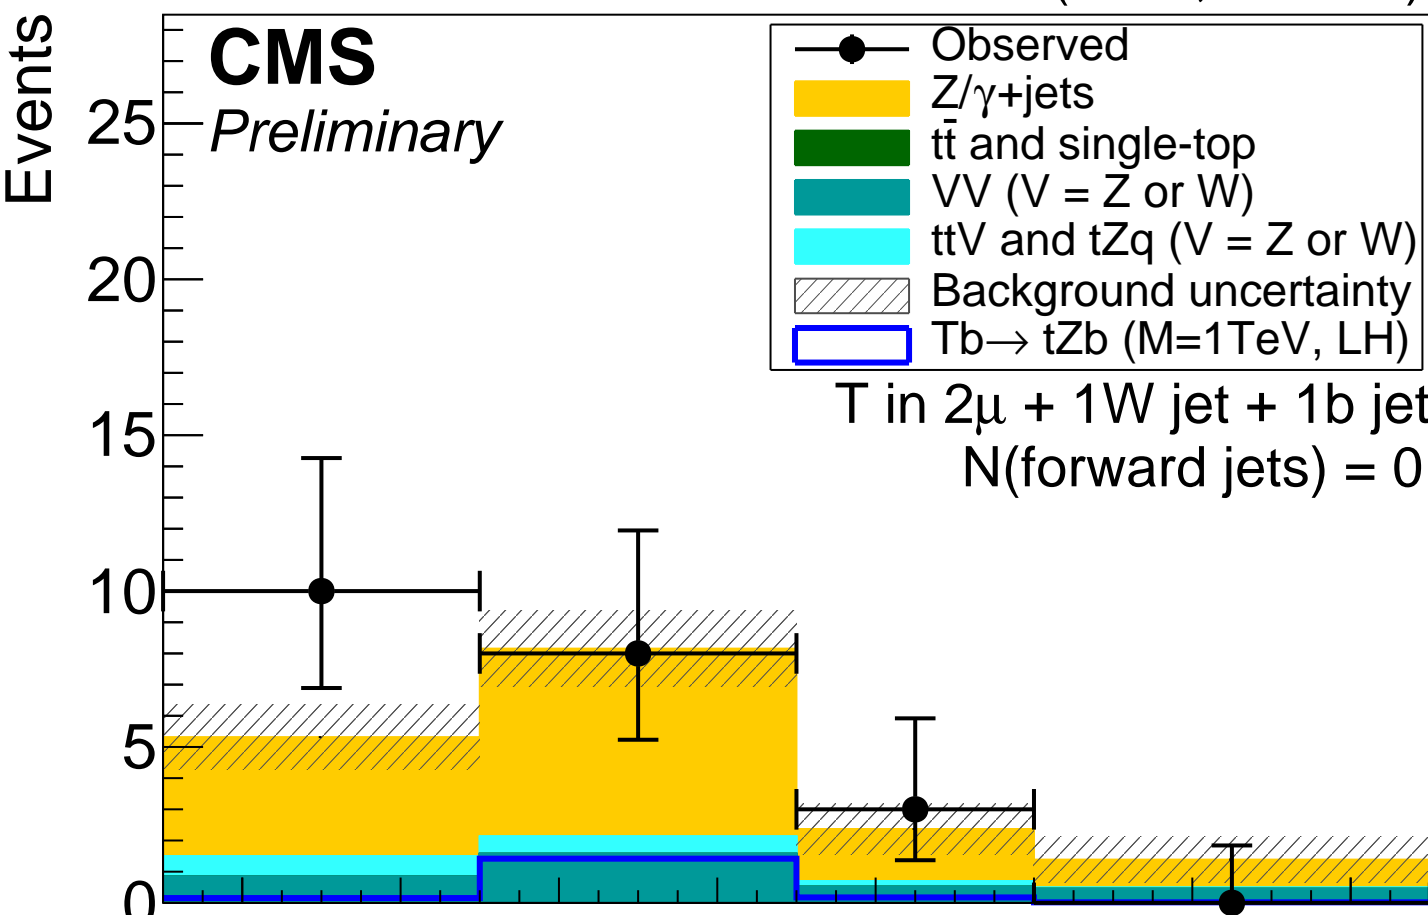 Events
CMS
Preliminary
25
20
15
10
5
0
Observed
Z/γ+jets
tt̄ and single-top
VV (V = Z or W)
ttV and tZq (V = Z or W)
Background uncertainty
Tb→ tZb (M=1TeV, LH)
T in 2μ + 1W jet + 1b jet
N(forward jets) = 0